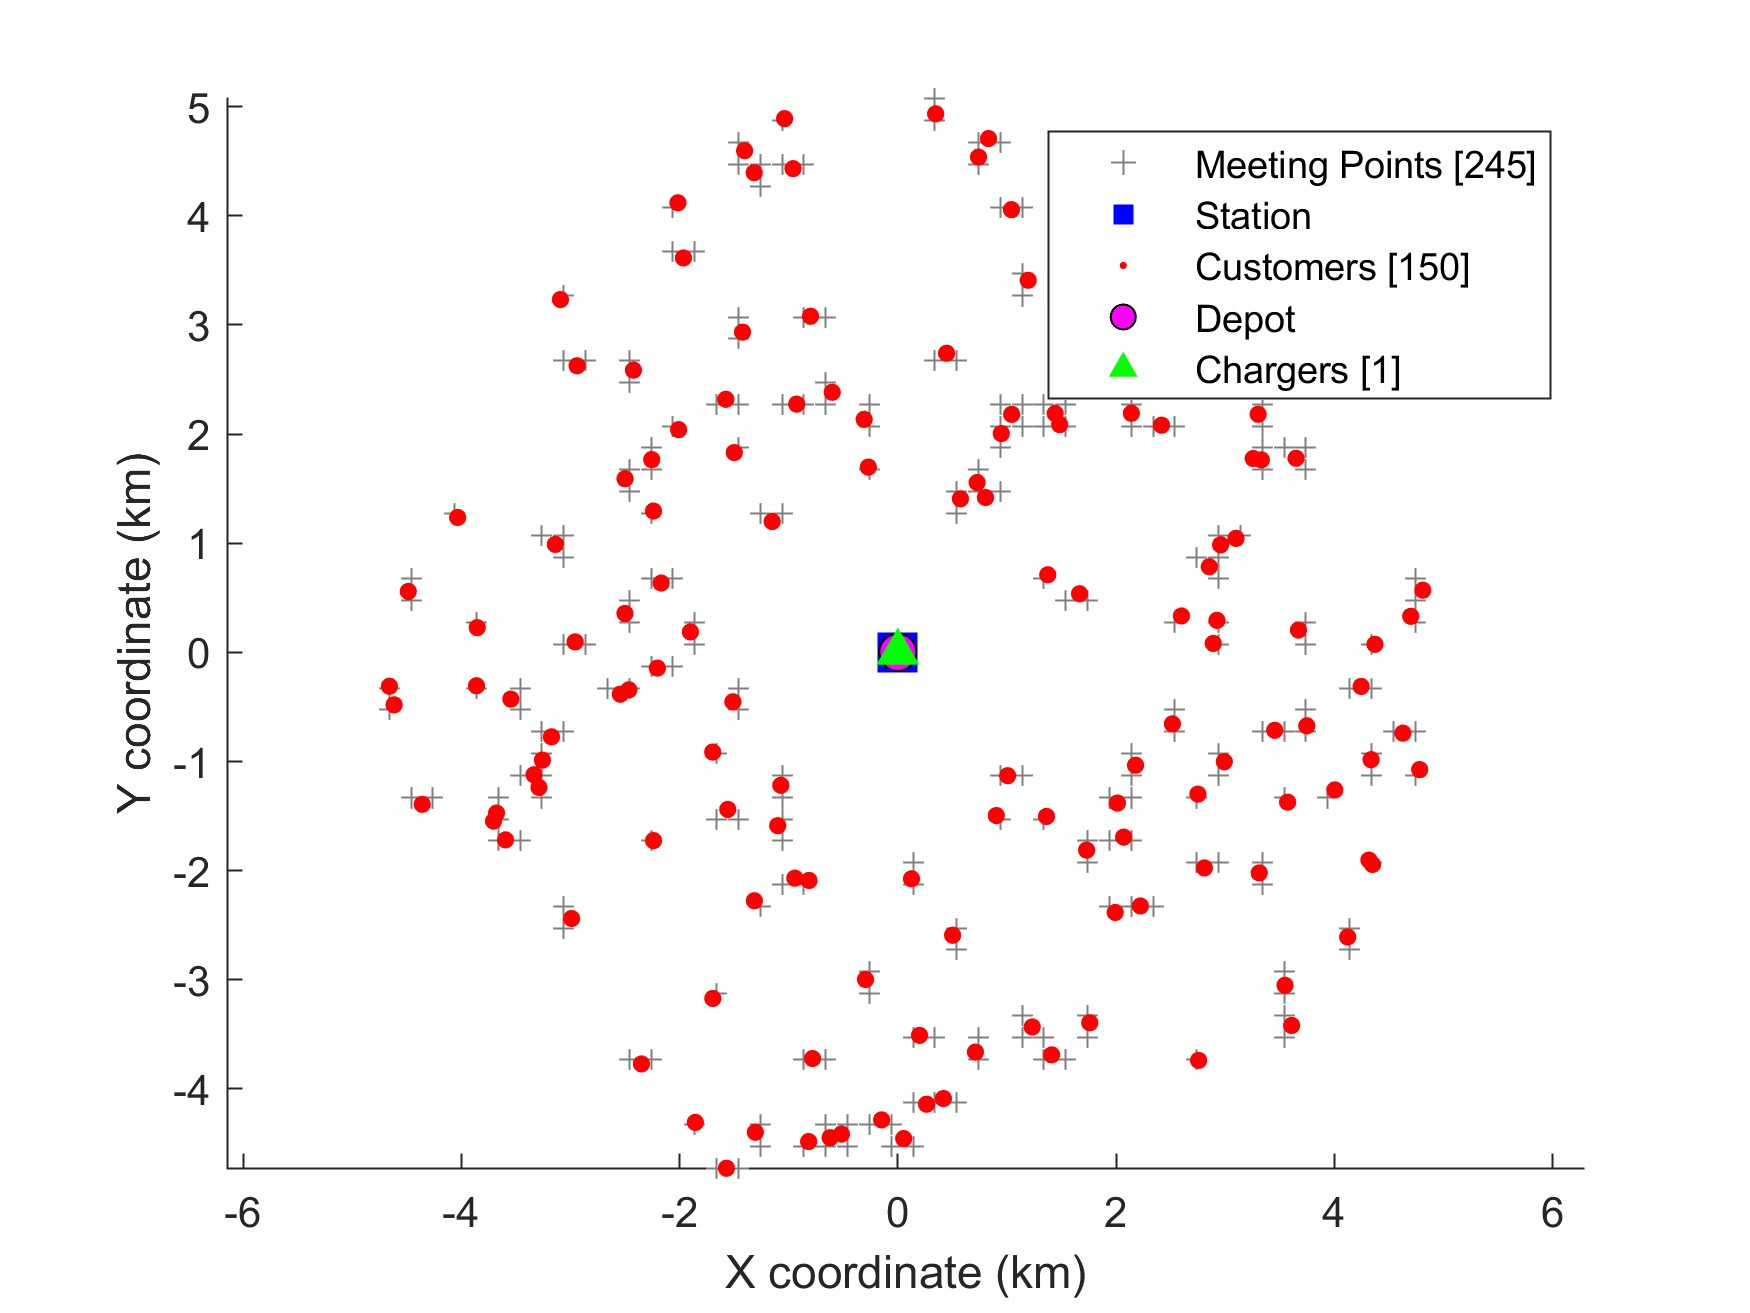 5
4
3
2
1
0
-1
-2
-3
-4
-6
-4
-2
0
2
4
6
X coordinate (km)
Y coordinate (km)
Meeting Points [245]
Station
Customers [150]
Depot
Chargers [1]